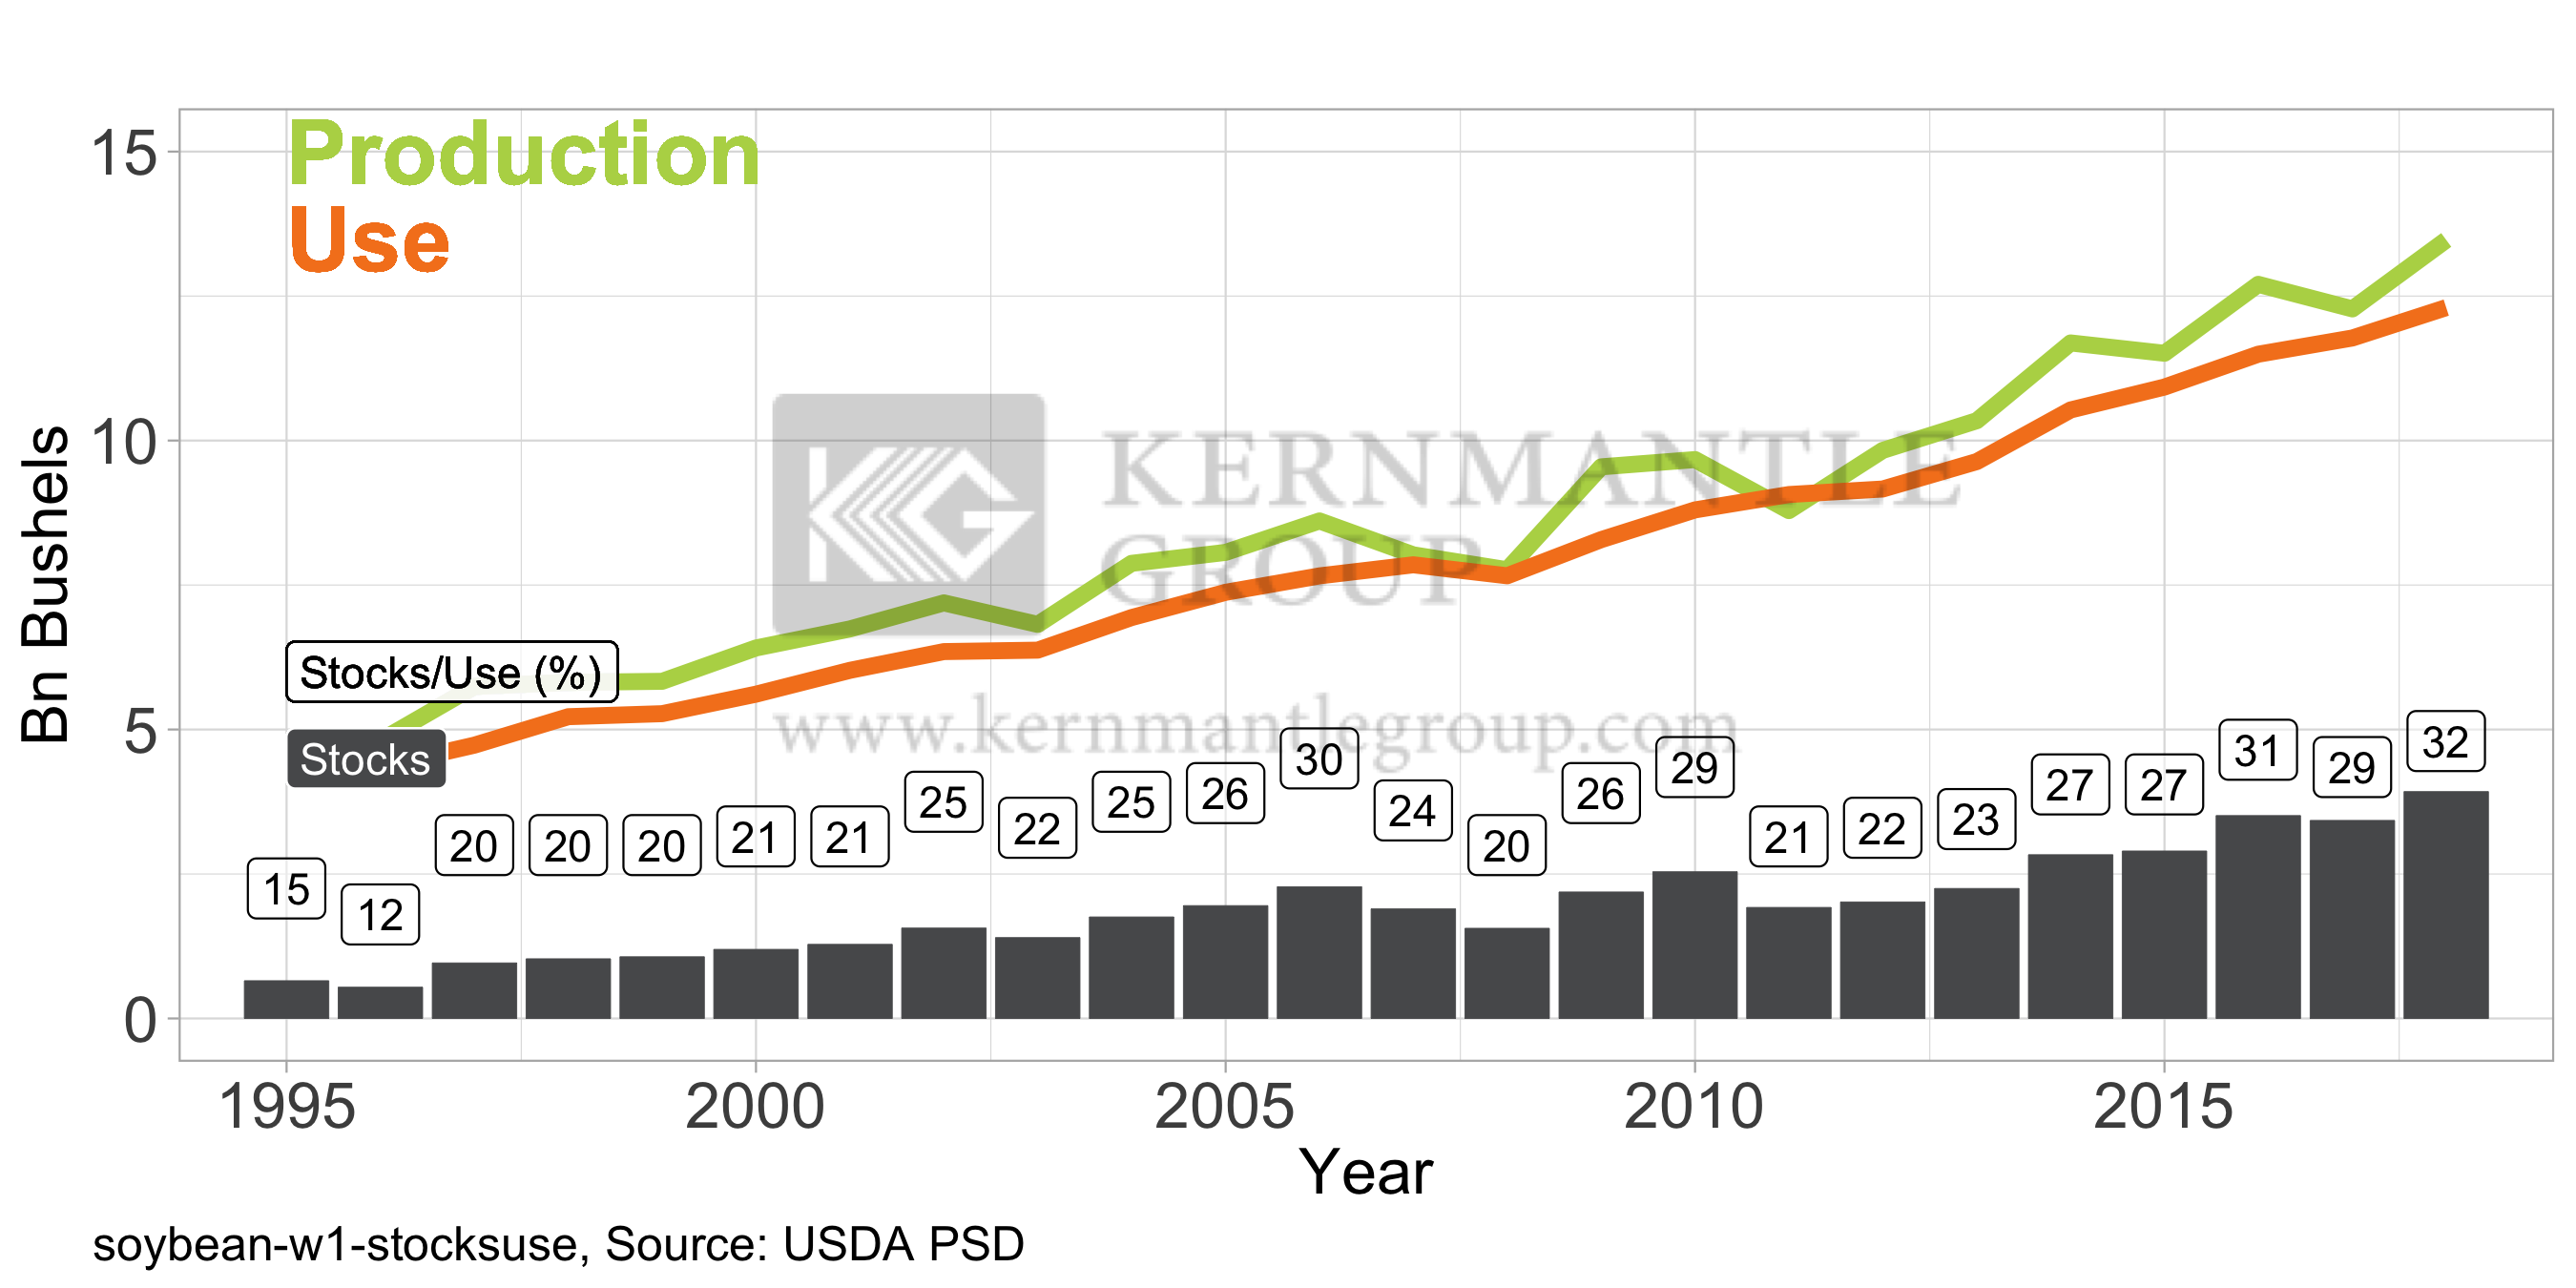 Production
Use
15
10
5
0
Bn Bushels
KERNMANTLE
GROUP
www.kernmantlegroup.com
Stocks/Use (%)
Stocks
15 12 20 20 20 21 21 25 22 25 26 30 24 20 26 29 21 22 23 27 27 31 29 32
1995 2000 2005 2010 2015
Year
soybean-w1-stocksuse, Source: USDA PSD